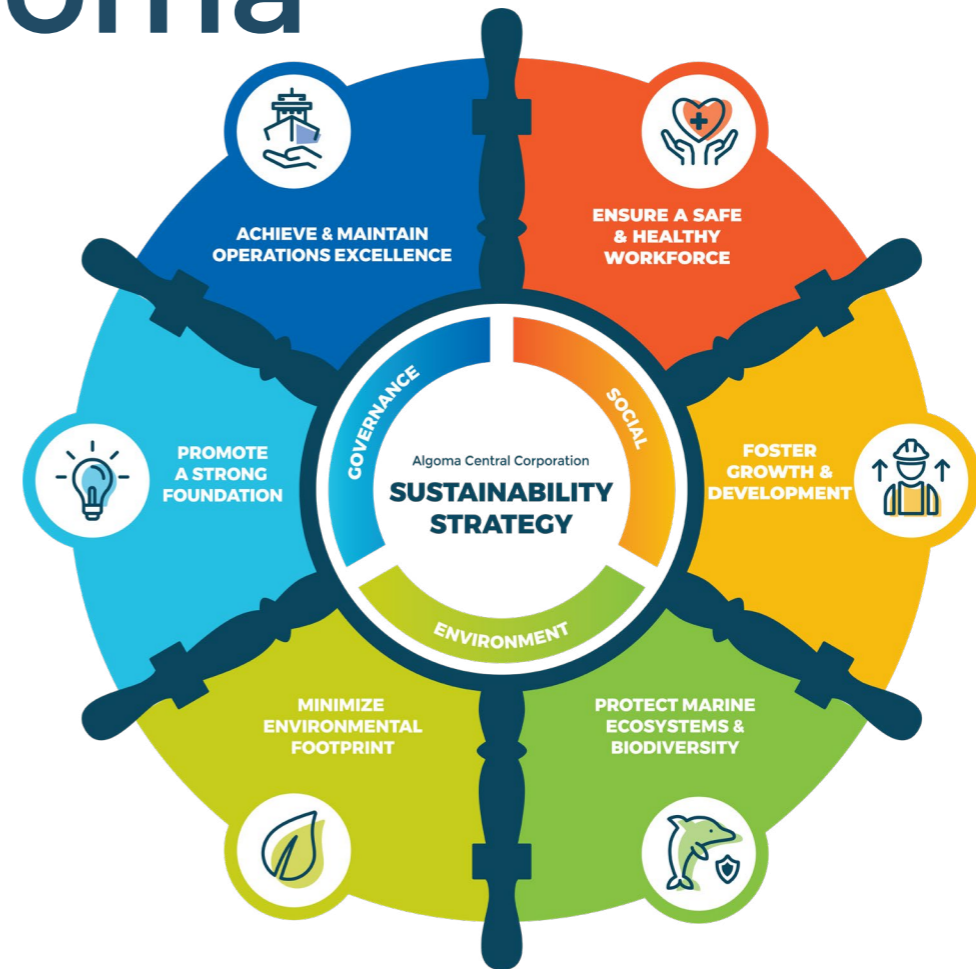 ACHIEVE & MAINTAIN
OPERATIONS EXCELLENCE
ENSURE A SAFE
& HEALTHY
WORKFORCE
PROMOTE
A STRONG
FOUNDATION
GOVERNANCE
SOCIAL
ENVIRONMENT
Algoma Central Corporation
SUSTAINABILITY
STRATEGY
FOSTER
GROWTH &
DEVELOPMENT
MINIMIZE
ENVIRONMENTAL
FOOTPRINT
PROTECT MARINE
ECOSYSTEMS &
BIODIVERSITY